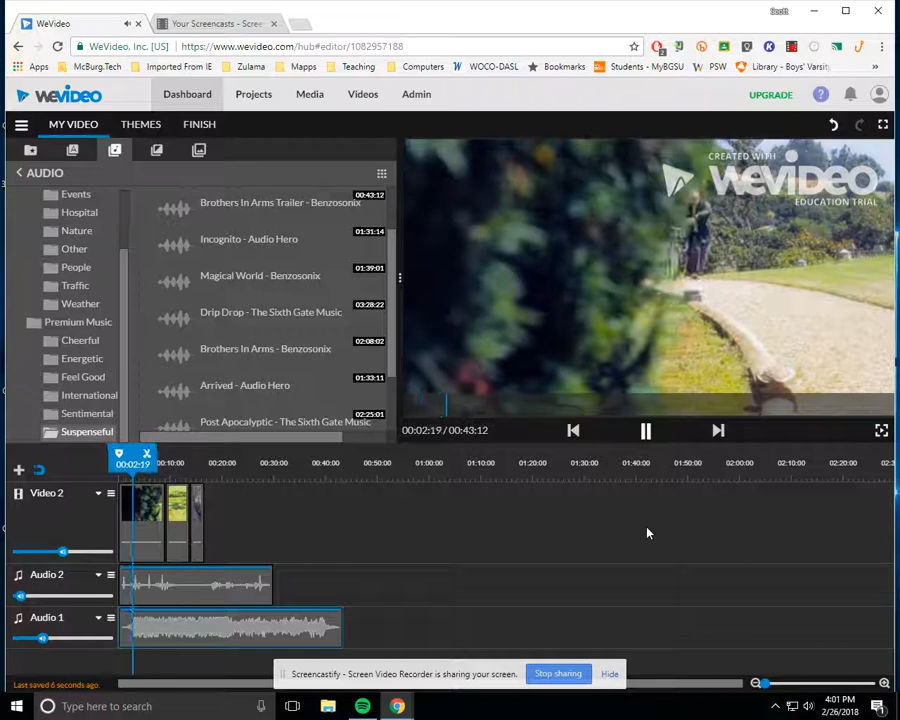 Scott
WeVideo
Your Screencasts - Screen
WeVideo, Inc. [US] https://www.wevideo.com/hub#editor/1082957188
Apps McBurg.Tech Imported From IE Zulama Maps Teaching Computers WOCO-DASL Bookmarks Students - MyBGSU PSW Library - Boys' Varsity
WEVIDEO Dashboard Projects Media Videos Admin UPGRADE
MY VIDEO THEMES FINISH
AUDIO
Events
Hospital
Nature
Other
People
Traffic
Weather
Premium Music
Cheerful
Energetic
Feel Good
International
Sentimental
Suspenseful
00:43:12
Brothers In Arms Trailer - Benzosonix
01:31:14
Incognito - Audio Hero
01:39:01
Magical World - Benzosonix
03:28:22
Drip Drop - The Sixth Gate Music
02:08:02
Brothers In Arms - Benzosonix
01:33:11
Arrived - Audio Hero
02:25:01
Post Apocalyptic - The Sixth Gate Music
CREATED WITH
WEVIDEO
EDUCATION TRIAL
00:02:19 / 00:43:12
00:02:19
00:10:00 00:20:00 00:30:00 00:40:00 01:00:00 01:00:00 01:10:00 01:20:00 01:30:00 01:40:00 01:50:00 02:00:00 02:10:00 02:20:00 02:3
Video 2
Audio 2
Audio 1
Screencastify - Screen Video Recorder is sharing your screen. Stop sharing Hide
Last saved 6 seconds ago.
Type here to search
4:01 PM
2/26/2018